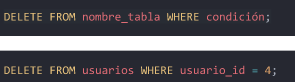 DELETE FROM nombre_tabla WHERE condición;
DELETE FROM usuarios WHERE usuario_id = 4;